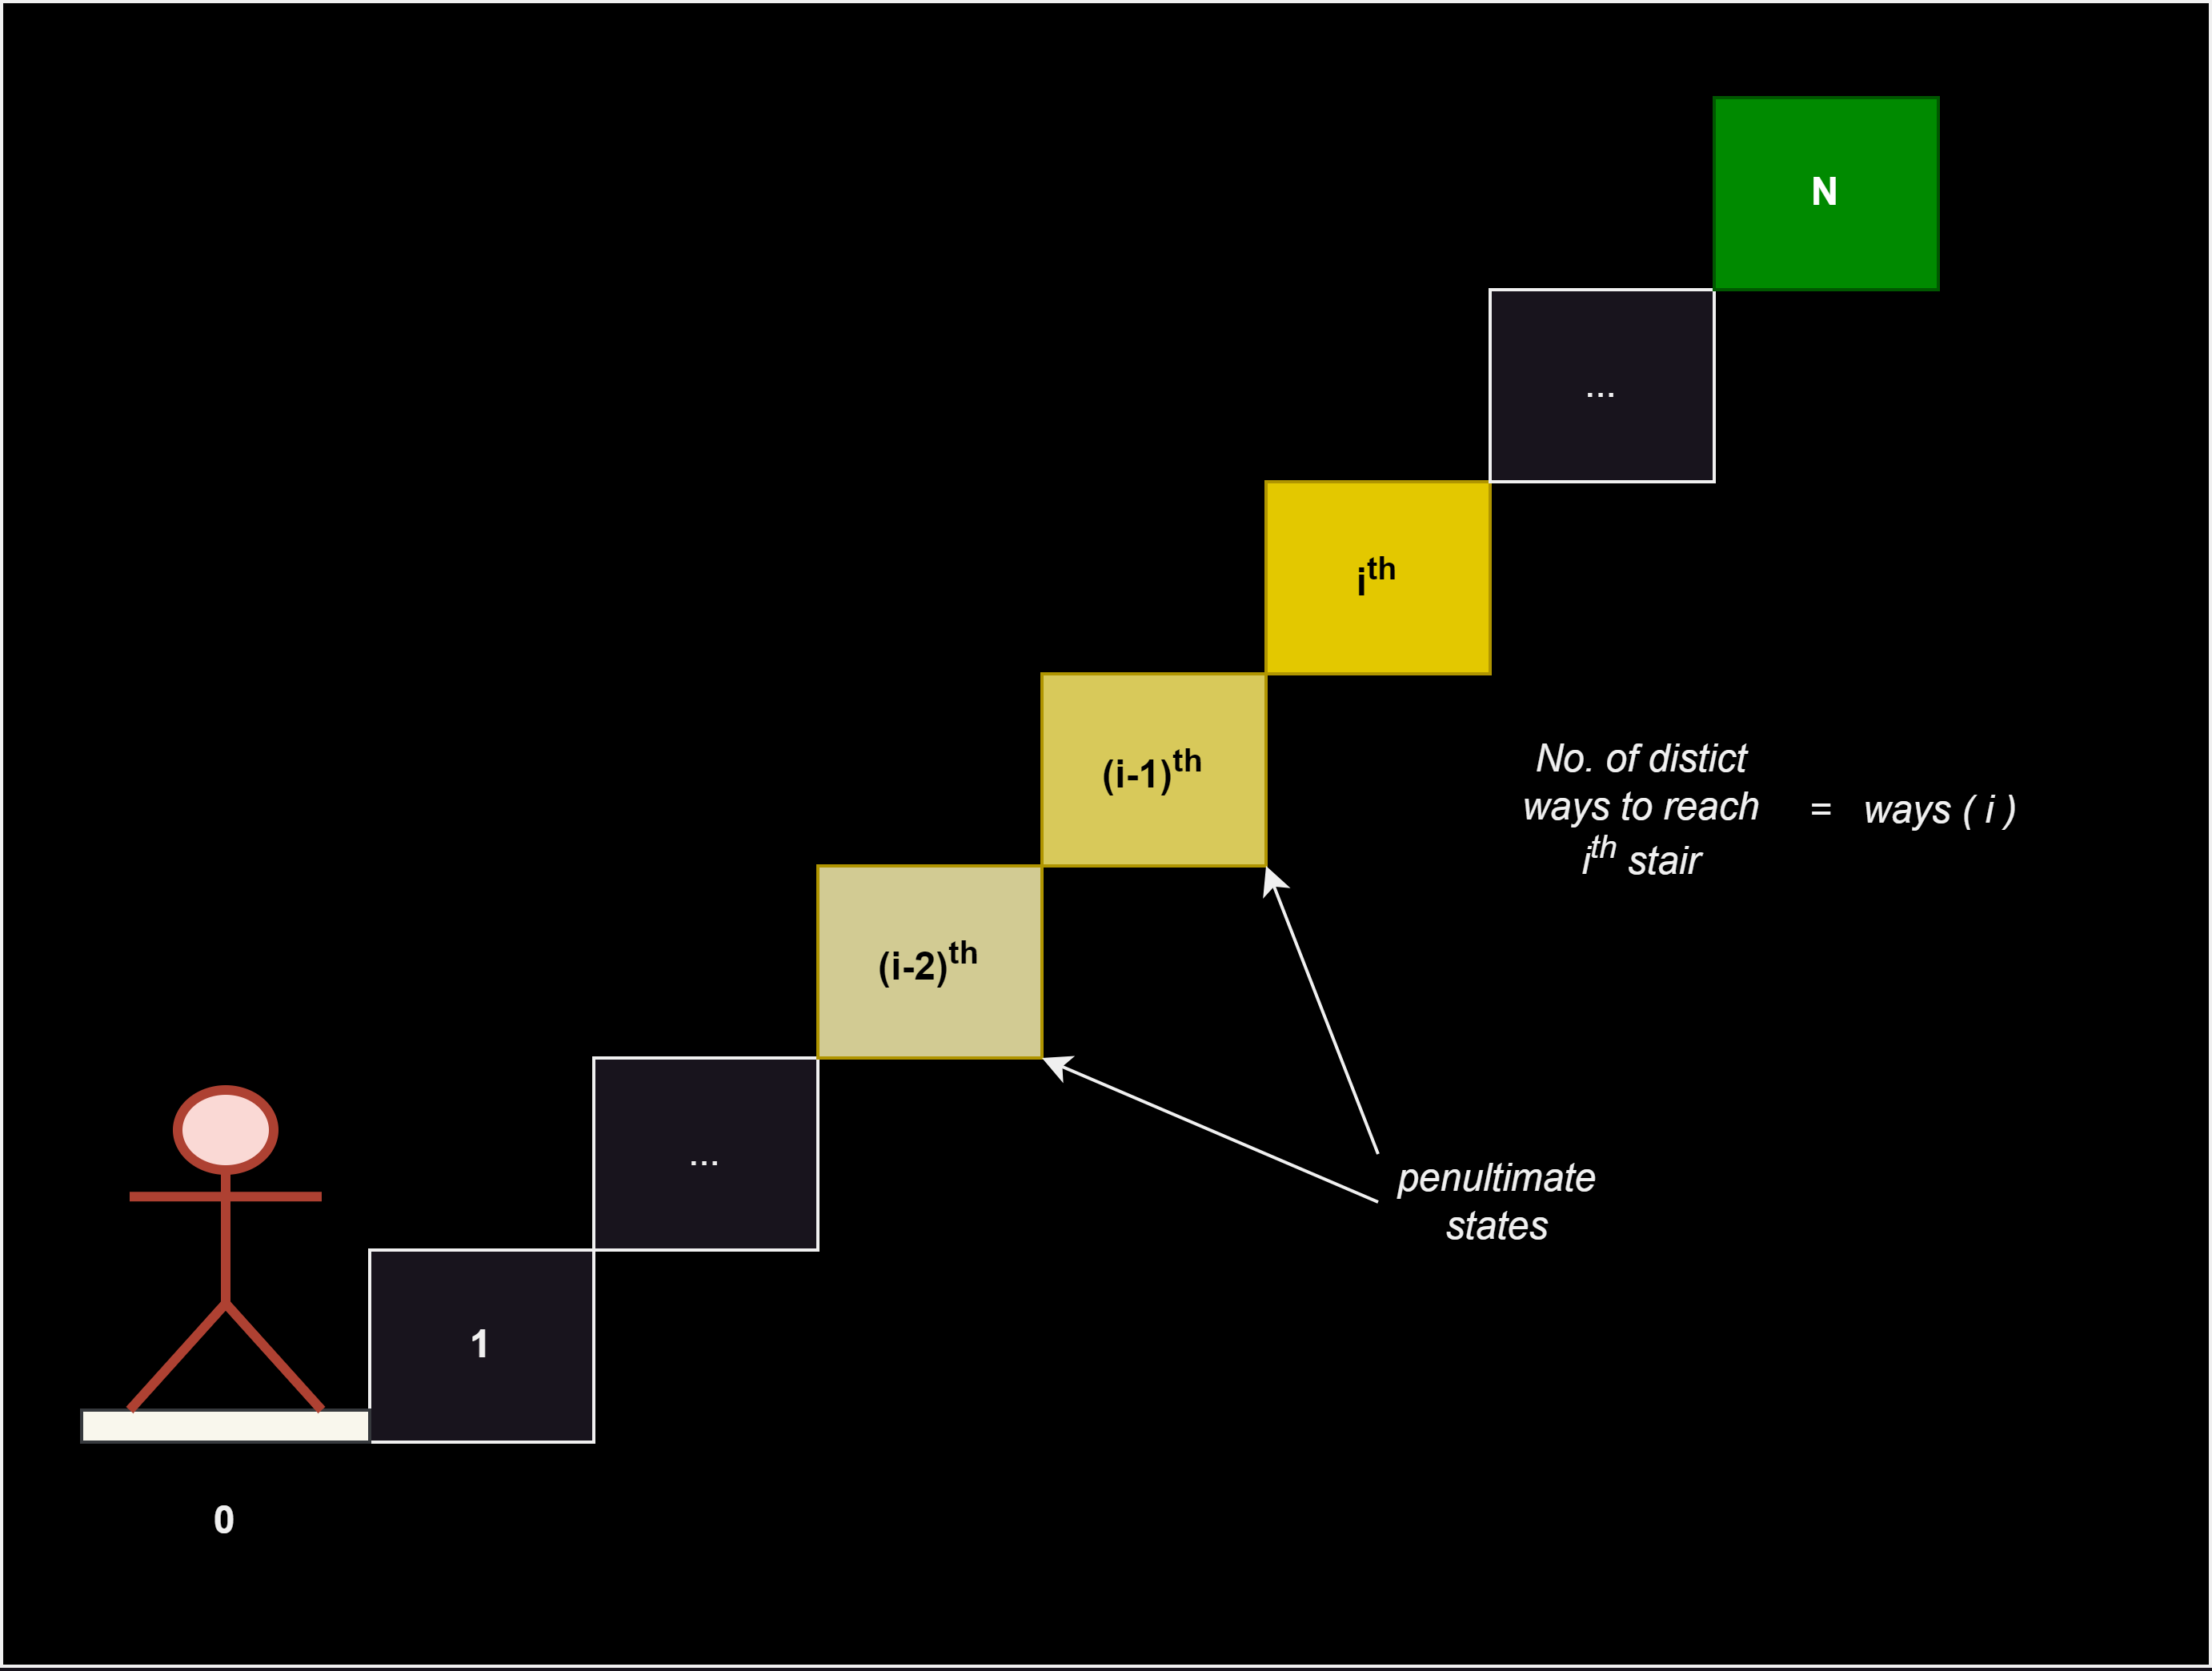 N
...
i^th
(i-1)^th
No. of distict
ways to reach = ways ( i )
i^th stair
(i-2)^th
...
penultimate
states
1
0